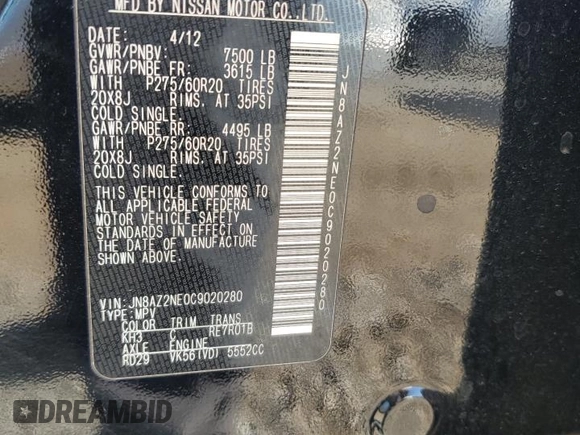 MFD BY NISSAN MOTOR CO.,LTD.
DATE: 4/12
GVWR/PNBV: 7500 LB
GAWR/PNBE FR: 3615 LB
WITH P275/60R20 TIRES
20X8J RIMS, AT 35PSI
COLD SINGLE.
GAWR/PNBE RR: 4495 LB
WITH P275/60R20 TIRES
20X8J RIMS, AT 35PSI
COLD SINGLE.
THIS VEHICLE CONFORMS TO
ALL APPLICABLE FEDERAL
MOTOR VEHICLE SAFETY
STANDARDS IN EFFECT ON
THE DATE OF MANUFACTURE
SHOWN ABOVE.
VIN: JN8AZ2NE0C9020280
TYPE: MPV
COLOR TRIM TRANS
KH3 C RE7R01B
AXLE ENGINE
RD29 VK56(VD) 5552CC
JN8AZ2NE0C9020280
DREAMBID